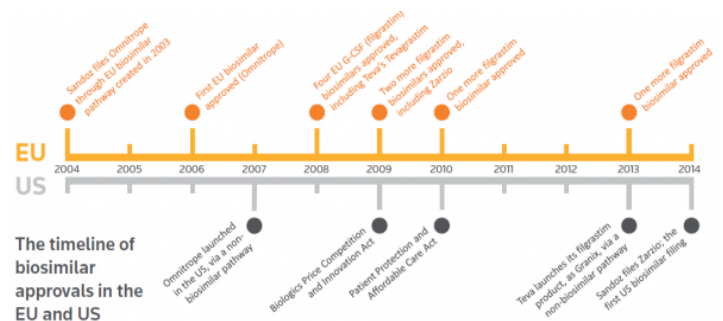 Sandoz files Omnitrope
through EU biosimilar
pathway created in 2003
First EU biosimilar
approved (Omnitrope)
Four EU G-CSF (filgrastim)
biosimilars approved,
including Teva's Tevagrastim
Two more filgrastim
biosimilars approved,
including Zarzio
One more filgrastim
biosimilar approved
One more filgrastim
biosimilar approved
EU
2004 2005 2006 2007 2008 2009 2010 2011 2012 2013 2014
US
Omnitrope launched
in the US, via a non-
biosimilar pathway
Biologics Price Competition
and Innovation Act
Patient Protection and
Affordable Care Act
Teva launches its filgrastim
product, as Granix, via a
non-biosimilar pathway
Sandoz files Zarzio; the
first US biosimilar filing
The timeline of
biosimilar
approvals in the
EU and US